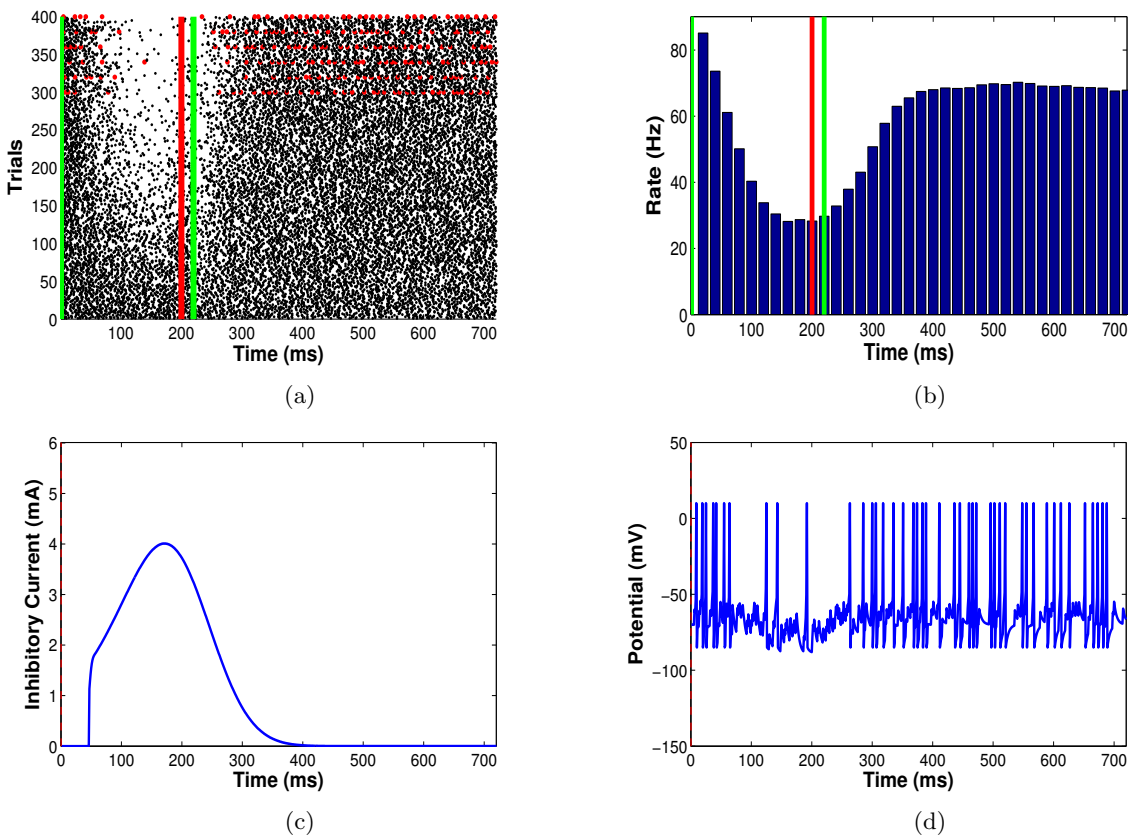 400
350
300
250
200
150
100
50
0
Trials
100 200 300 400 500 600 700
Time (ms)
(a)
80
60
40
20
0
Rate (Hz)
0 100 200 300 400 500 600 700
Time (ms)
(b)
6
5
4
3
2
1
0
Inhibitory Current (mA)
0 100 200 300 400 500 600 700
Time (ms)
(c)
50
0
−50
−100
−150
Potential (mV)
0 100 200 300 400 500 600 700
Time (ms)
(d)